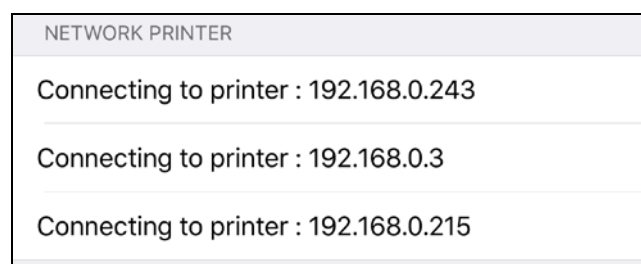 NETWORK PRINTER
Connecting to printer : 192.168.0.243
Connecting to printer : 192.168.0.3
Connecting to printer : 192.168.0.215